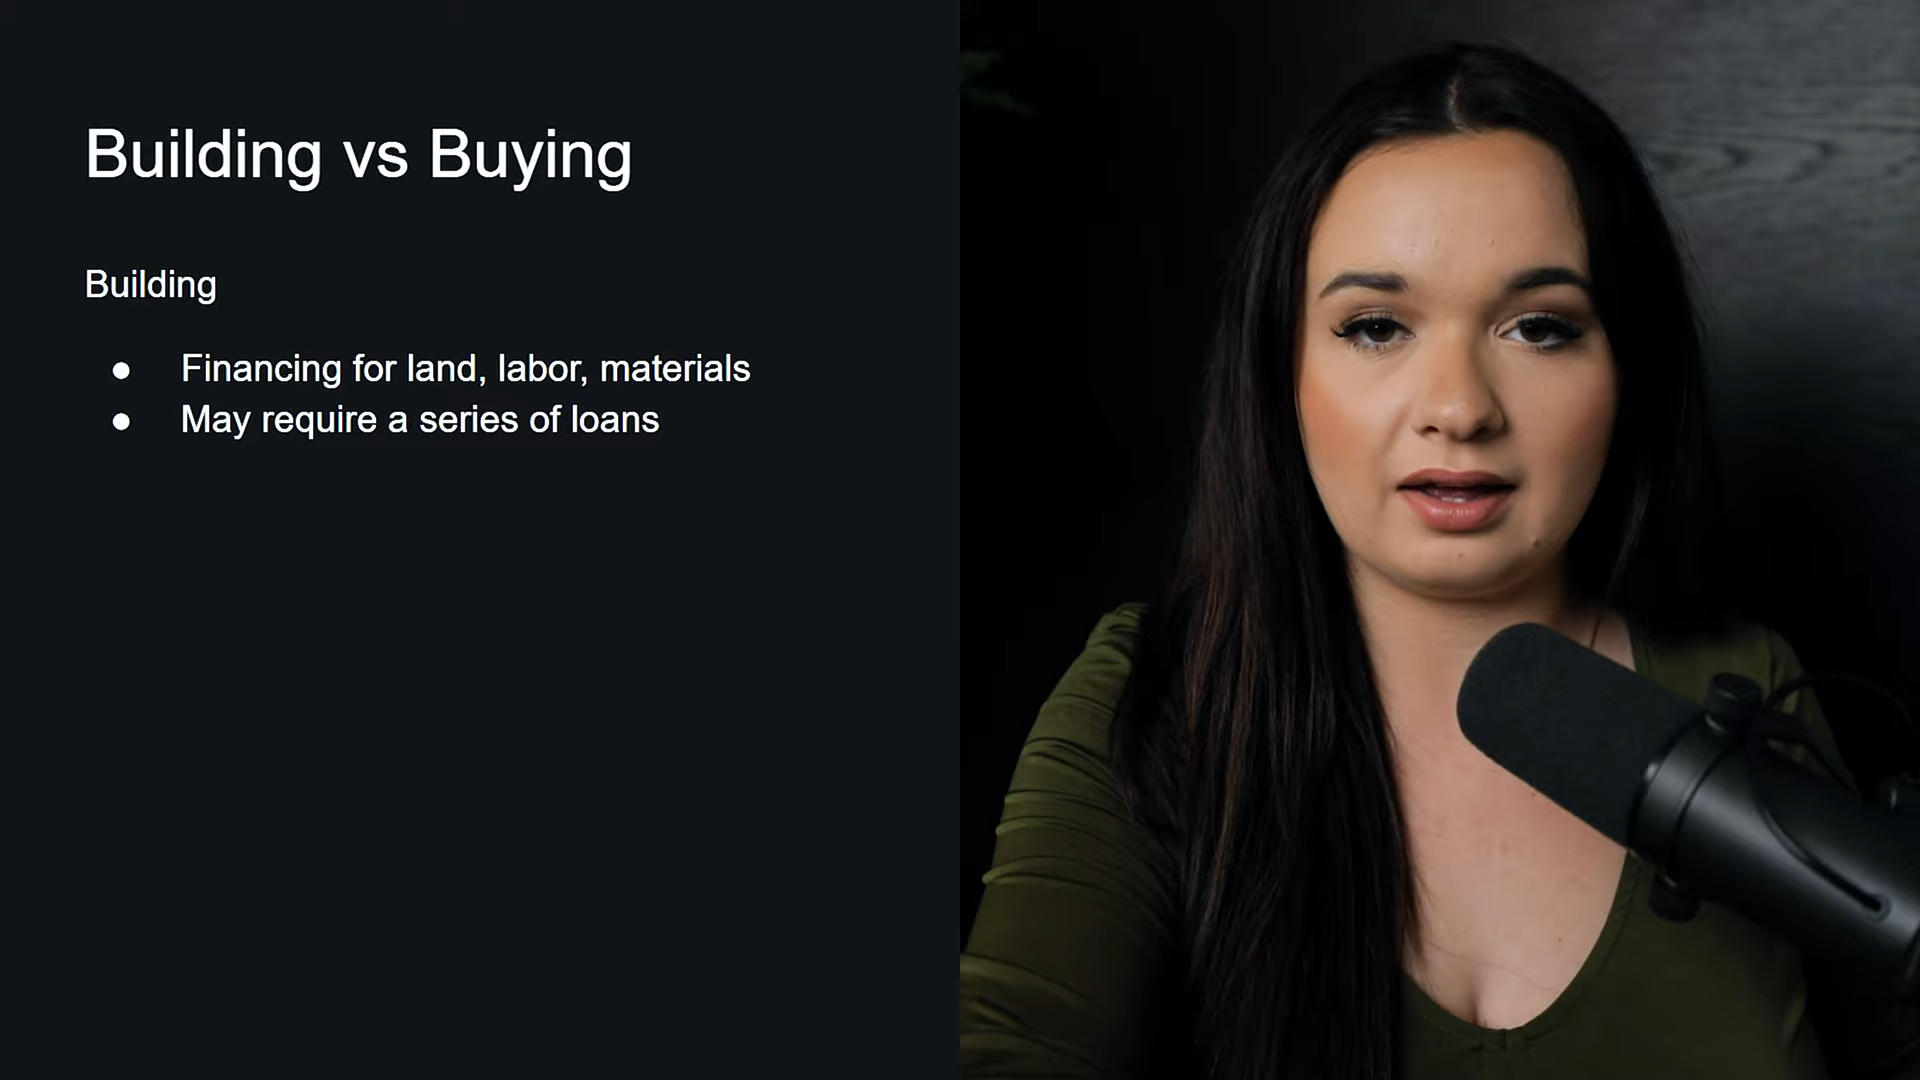 Building vs Buying
Building
● Financing for land, labor, materials
● May require a series of loans